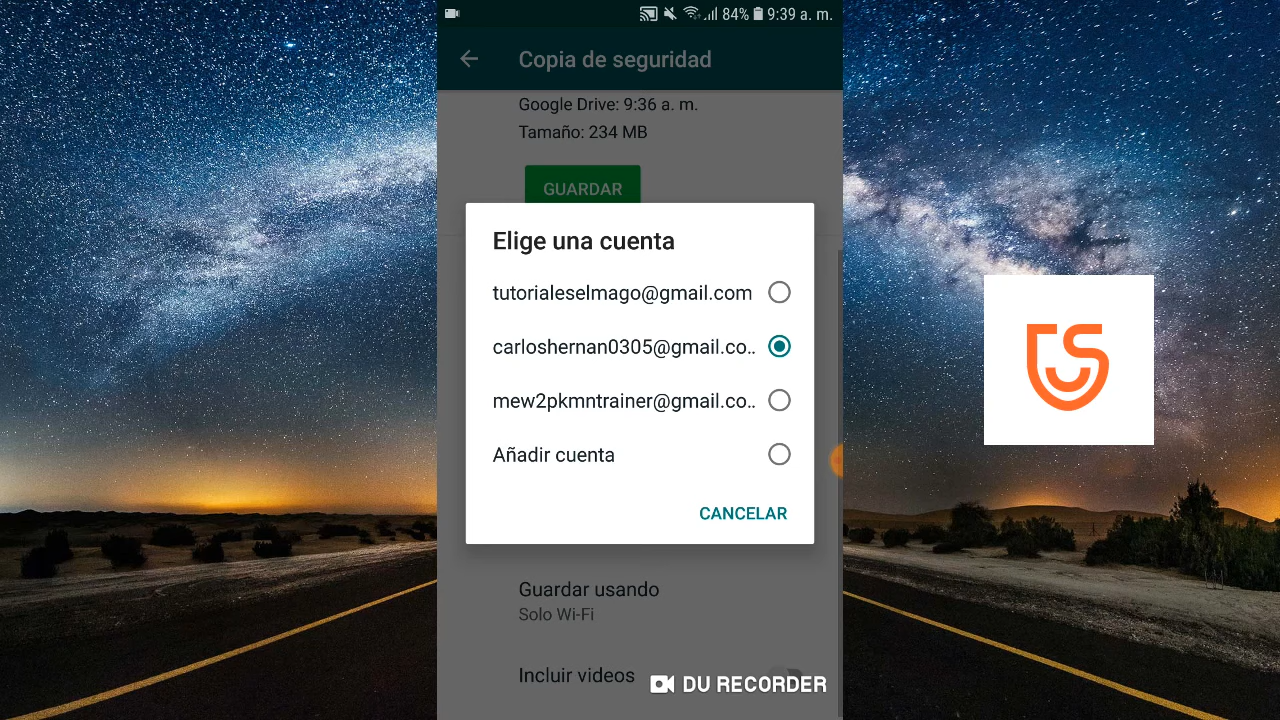 84% 9:39 a. m.
Copia de seguridad
Google Drive: 9:36 a. m.
Tamaño: 234 MB
GUARDAR
Elige una cuenta
tutorialeselmago@gmail.com
carloshernan0305@gmail.co..
mew2pkmntrainer@gmail.co..
Añadir cuenta
CANCELAR
Guardar usando
Solo Wi-Fi
Incluir videos
DU RECORDER